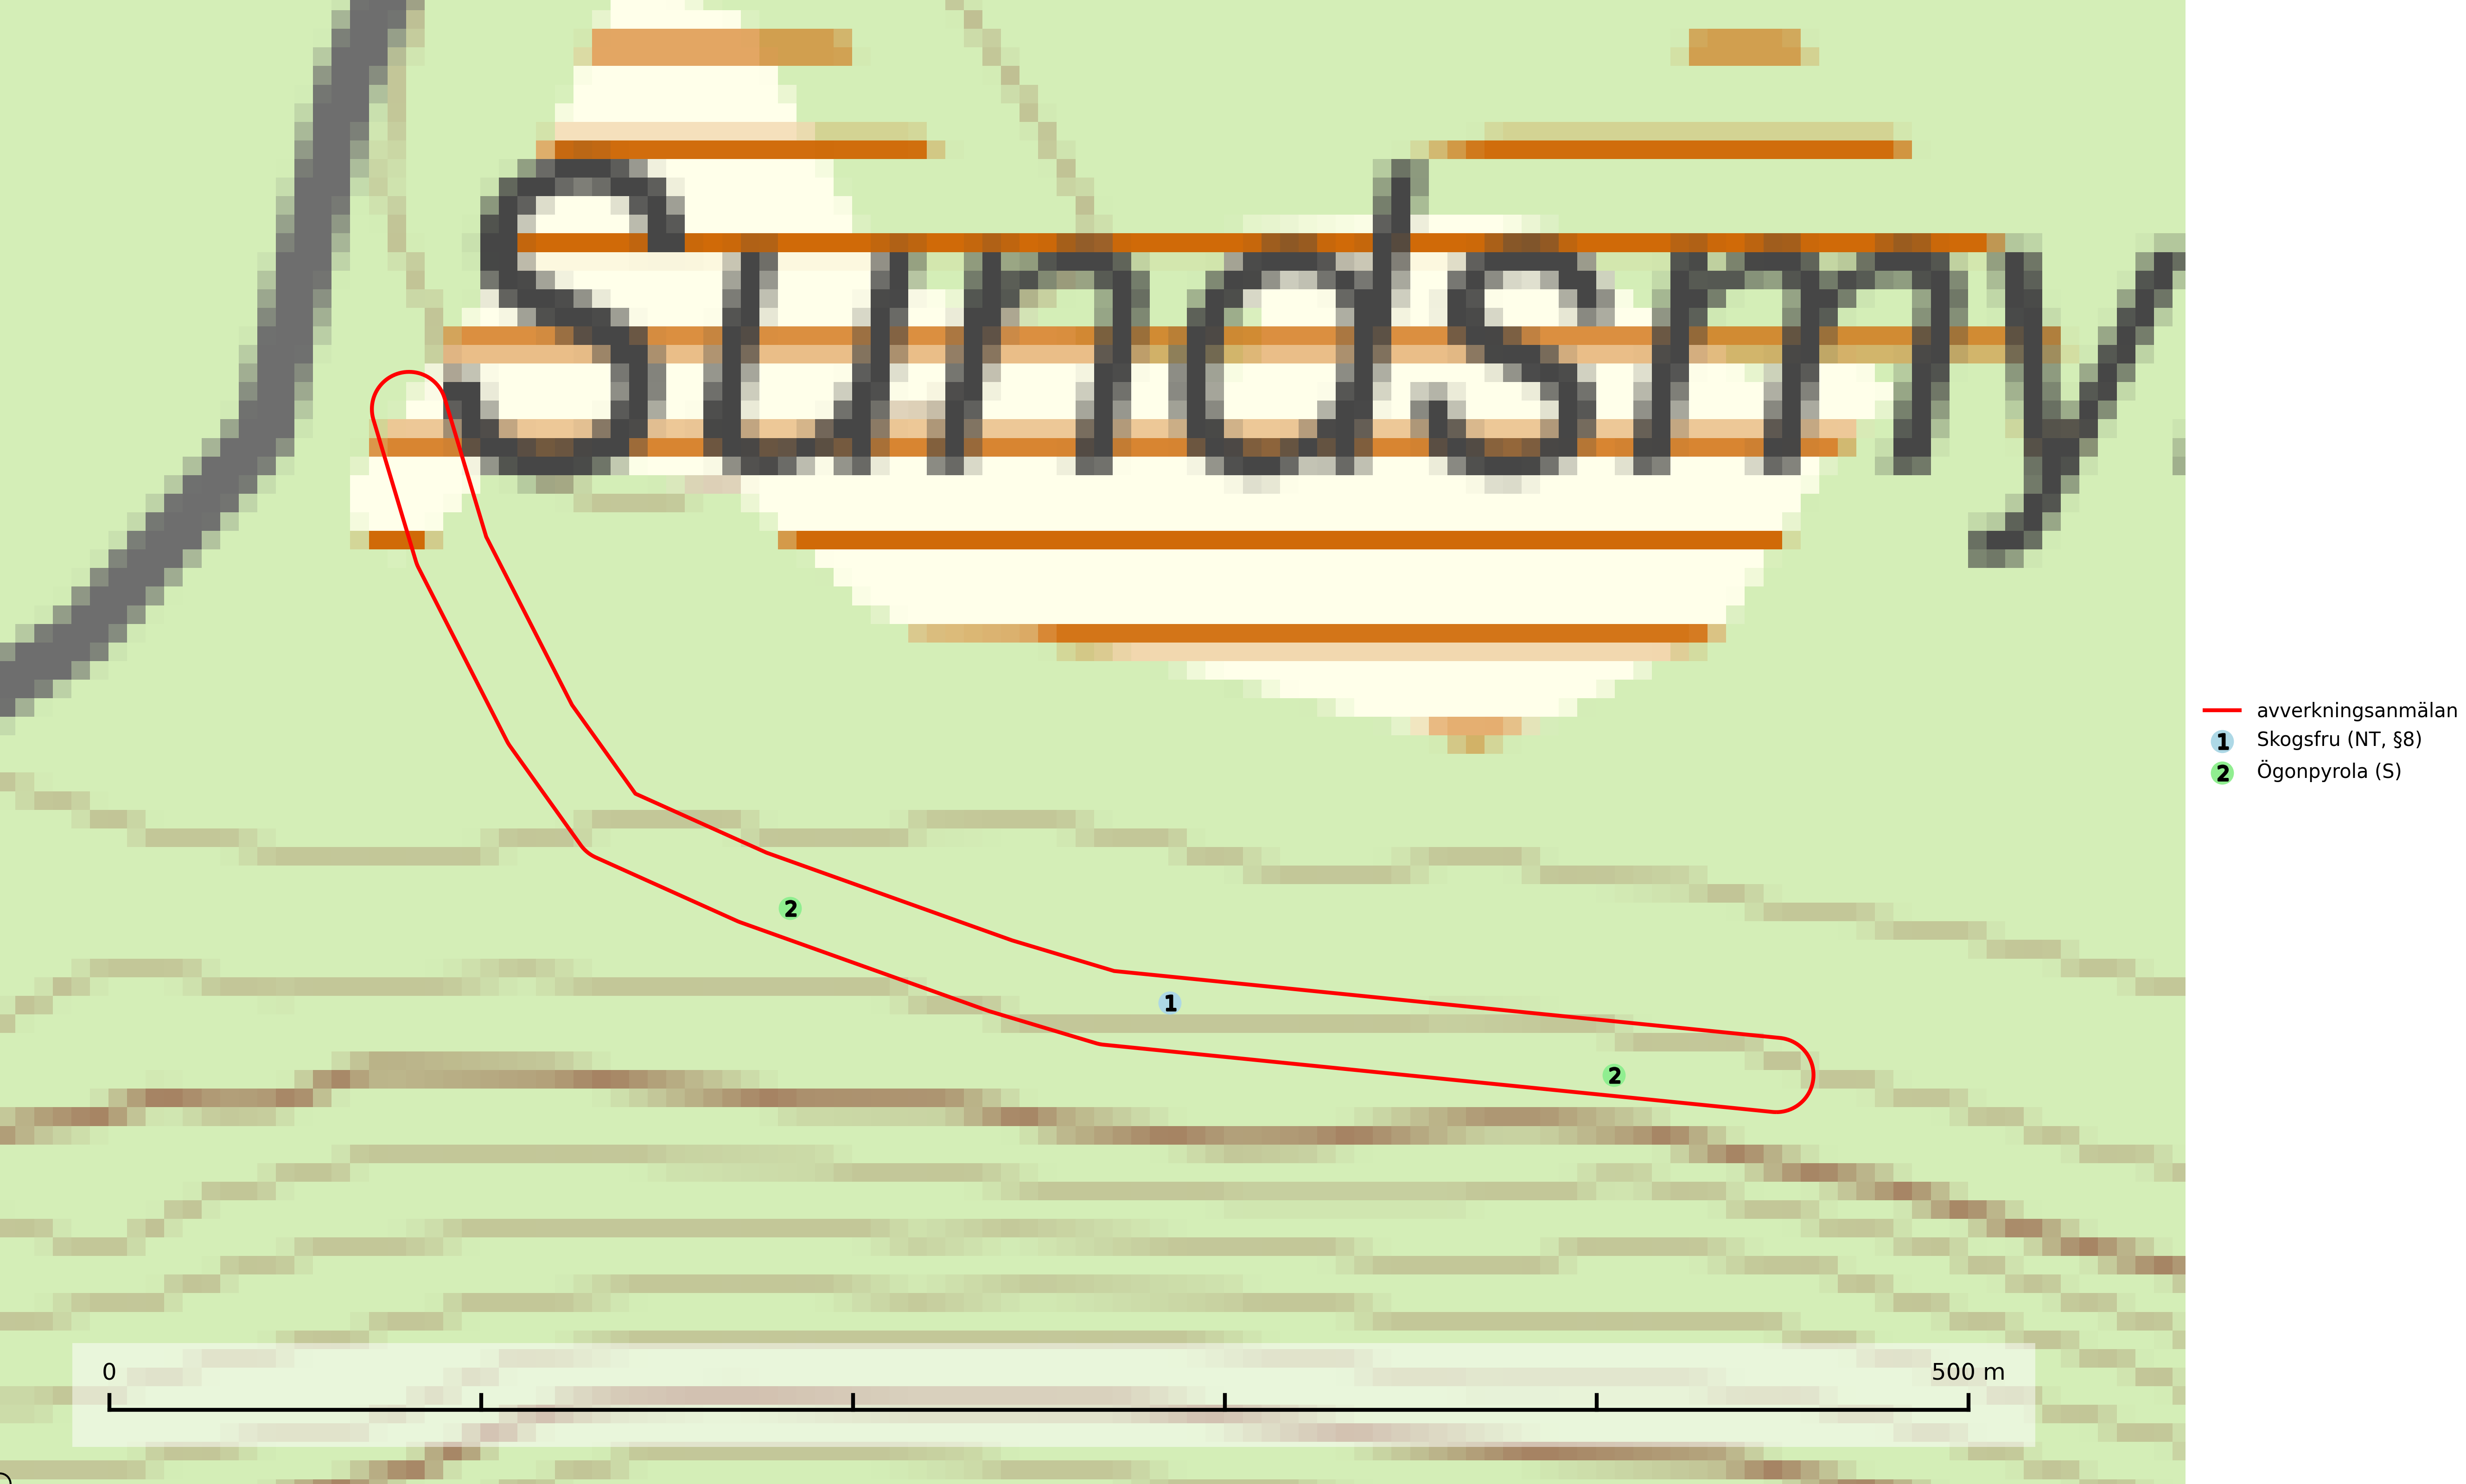 Sundsmy
avverkningsanmälan
1 Skogsfru (NT, §8)
2 Ögonpyrola (S)
2
1
2
0 500 m